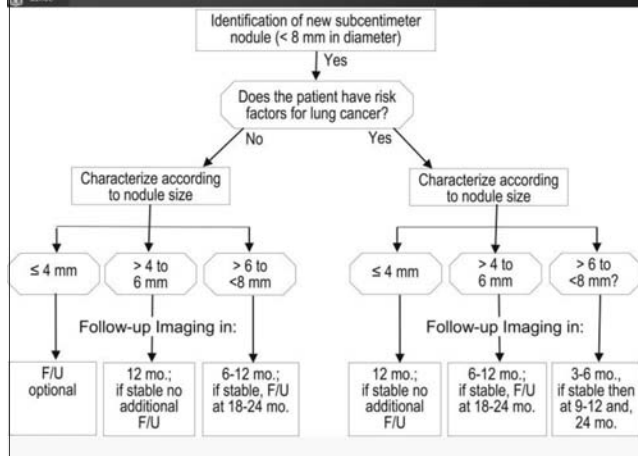 Identification of new subcentimeter
nodule (< 8 mm in diameter)
Yes
Does the patient have risk
factors for lung cancer?
No
Yes
Characterize according
to nodule size
Characterize according
to nodule size
≤ 4 mm
> 4 to
6 mm
> 6 to
<8 mm
≤ 4 mm
> 4 to
6 mm
> 6 to
<8 mm?
Follow-up Imaging in:
Follow-up Imaging in:
F/U
optional
12 mo.;
if stable no
additional
F/U
6-12 mo.;
if stable, F/U
at 18-24 mo.
12 mo.;
if stable no
additional
F/U
6-12 mo.;
if stable, F/U
at 18-24 mo.
3-6 mo.,
if stable then
at 9-12 and,
24 mo.